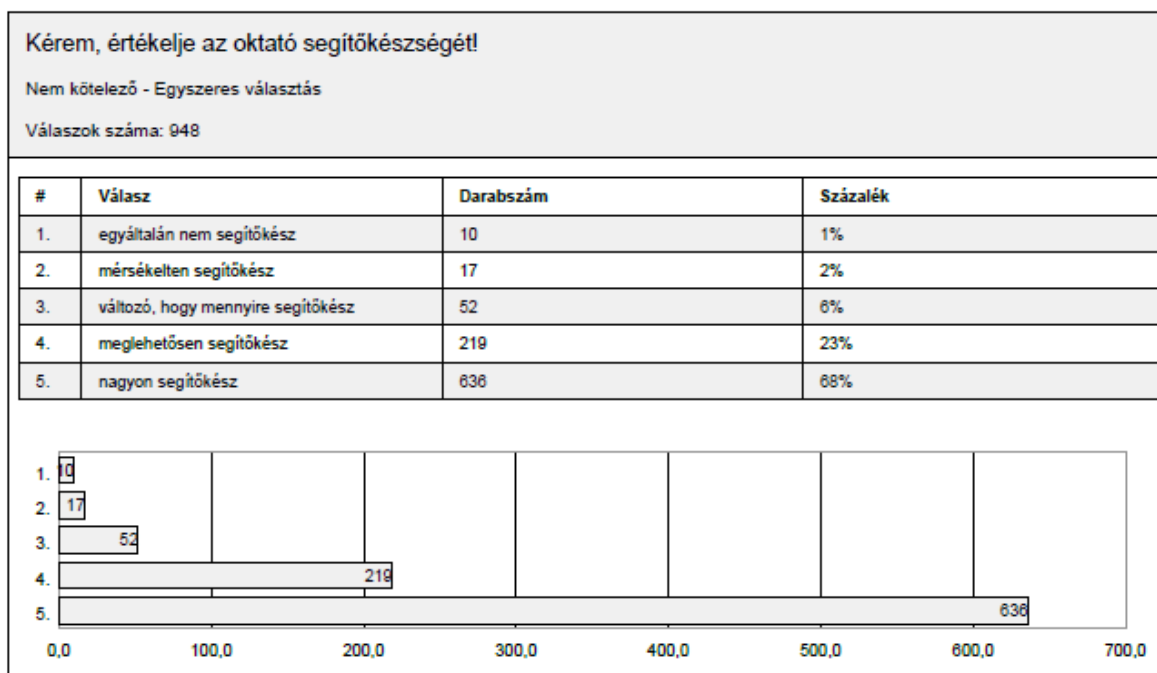 Kérem, értékelje az oktató segítőkészségét!
Nem kötelező - Egyszeres választás
Válaszok száma: 948
# Válasz Darabszám Százalék
1. egyáltalán nem segítőkész 10 1%
2. mérsékelten segítőkész 17 2%
3. változó, hogy mennyire segítőkész 52 6%
4. meglehetősen segítőkész 219 23%
5. nagyon segítőkész 636 68%
1. 10
2. 17
3. 52
4. 219
5. 636
0,0 100,0 200,0 300,0 400,0 500,0 600,0 700,0